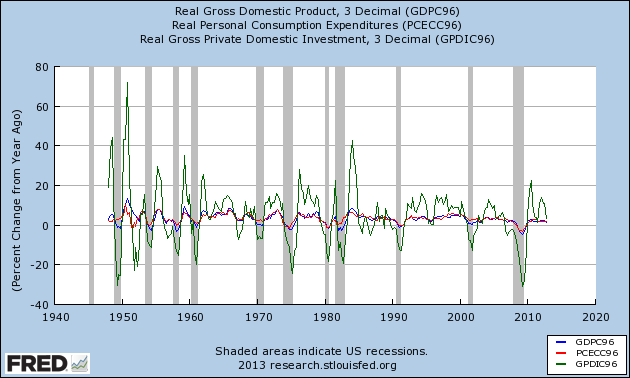 Real Gross Domestic Product, 3 Decimal (GDPC96)
Real Personal Consumption Expenditures (PCECC96)
Real Gross Private Domestic Investment, 3 Decimal (GPDIC96)
(Percent Change from Year Ago)
80
60
40
20
0
-20
-40
1940 1950 1960 1970 1980 1990 2000 2010 2020
GDPC96
PCECC96
GPDIC96
FRED
Shaded areas indicate US recessions.
2013 research.stlouisfed.org